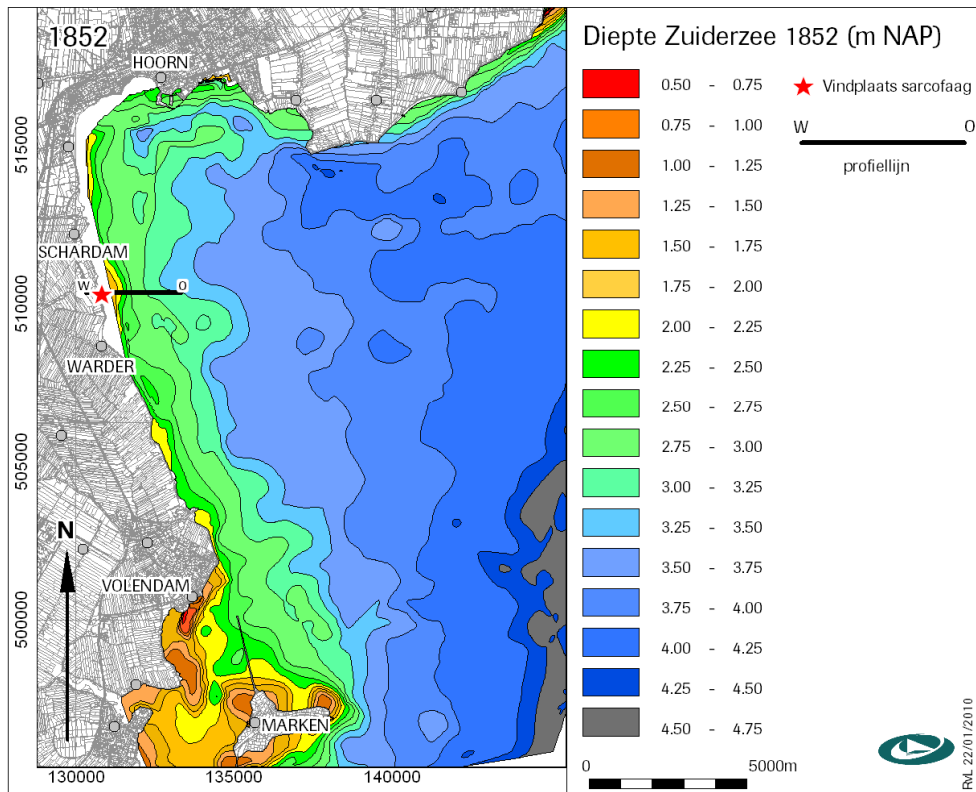 1852
HOORN
SCHARDAM
W O
WARDER
VOLENDAM
MARKEN
N
515000
510000
505000
500000
130000 135000 140000
Diepte Zuiderzee 1852 (m NAP)
0.50 - 0.75
0.75 - 1.00
1.00 - 1.25
1.25 - 1.50
1.50 - 1.75
1.75 - 2.00
2.00 - 2.25
2.25 - 2.50
2.50 - 2.75
2.75 - 3.00
3.00 - 3.25
3.25 - 3.50
3.50 - 3.75
3.75 - 4.00
4.00 - 4.25
4.25 - 4.50
4.50 - 4.75
Vindplaats sarcofaag
W O
profiellijn
0 5000m
RvL 22/01/2010